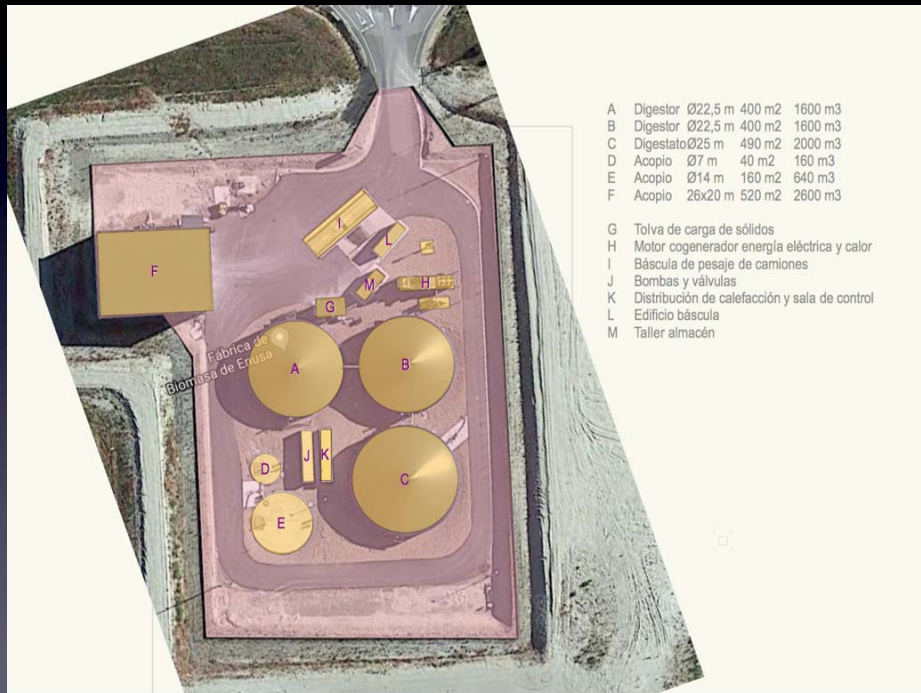 A Digestor Ø22,5 m 400 m2 1600 m3
B Digestor Ø22,5 m 400 m2 1600 m3
C DigestatoØ25 m 490 m2 2000 m3
D Acopio Ø7 m 40 m2 160 m3
E Acopio Ø14 m 160 m2 640 m3
F Acopio 26x20 m 520 m2 2600 m3
G Tolva de carga de sólidos
H Motor cogenerador energía eléctrica y calor
I Báscula de pesaje de camiones
J Bombas y válvulas
K Distribución de calefacción y sala de control
L Edificio báscula
M Taller almacén
I
L
F
M
H
G
Fábrica de
Biomasa de Enusa
A
B
D
J
K
C
E